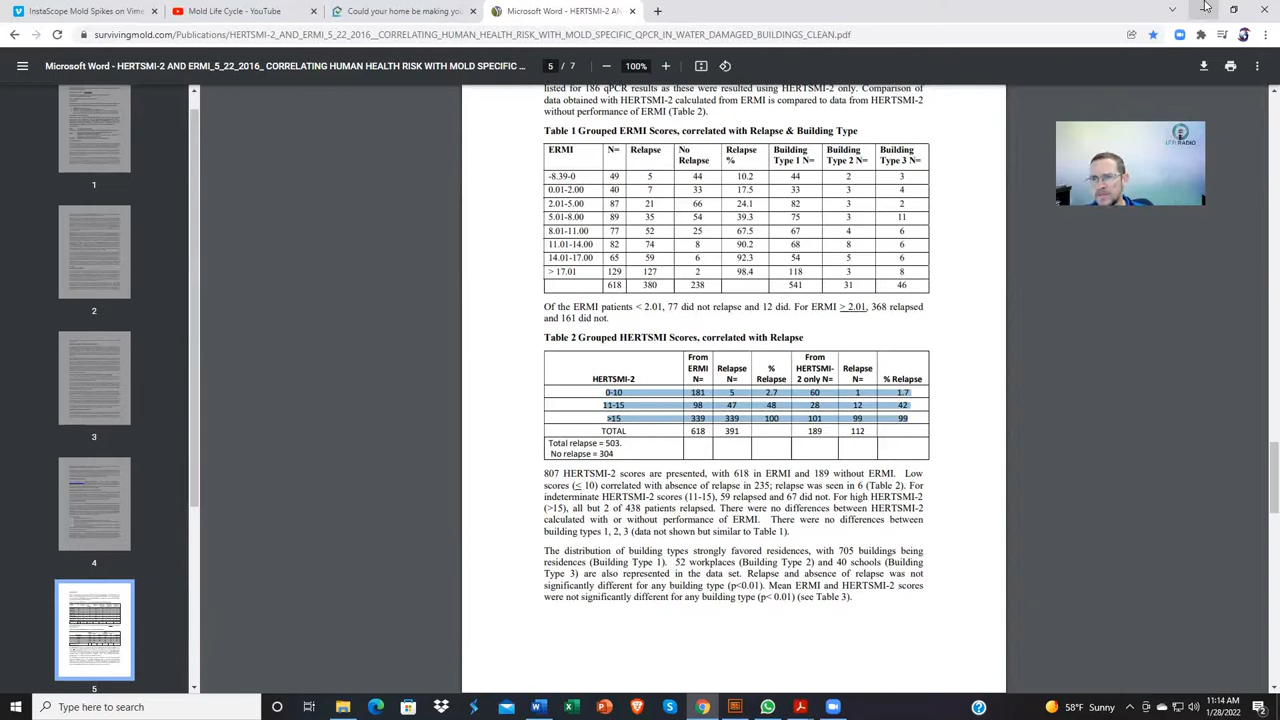 InstaScope Mold Spikes on Vime
Mold Life Cycle - YouTube
Could your home be making you
Microsoft Word - HERTSMI-2 AND
survivingmold.com/Publications/HERTSMI-2_AND_ERMI_5_22_2016__CORRELATING_HUMAN_HEALTH_RISK_WITH_MOLD_SPECIFIC_QPCR_IN_WATER_DAMAGED_BUILDINGS_CLEAN.pdf
Microsoft Word - HERTSMI-2 AND ERMI_5_22_2016_ CORRELATING HUMAN HEALTH RISK WITH MOLD SPECIFIC ...
5 / 7
100%
1
2
3
4
5
listed for 186 qPCR results as these were resulted using HERTSMI-2 only. Comparison of
data obtained with HERTSMI-2 calculated from ERMI is compared to data from HERTSMI-2
without performance of ERMI (Table 2).
Table 1 Grouped ERMI Scores, correlated with Relapse & Building Type
ERMI N= Relapse No Relapse Relapse % Building Type 1 N= Building Type 2 N= Building Type 3 N=
-8.39-0 49 5 44 10.2 44 2 3
0.01-2.00 40 7 33 17.5 33 3 4
2.01-5.00 87 21 66 24.1 82 3 2
5.01-8.00 89 35 54 39.3 75 3 11
8.01-11.00 77 52 25 67.5 67 4 6
11.01-14.00 82 74 8 90.2 68 8 6
14.01-17.00 65 59 6 92.3 54 5 6
> 17.01 129 127 2 98.4 118 3 8
618 380 238 541 31 46
Of the ERMI patients < 2.01, 77 did not relapse and 12 did. For ERMI > 2.01, 368 relapsed
and 161 did not.
Table 2 Grouped HERTSMI Scores, correlated with Relapse
HERTSMI-2 From ERMI N= Relapse N= % Relapse From HERTSMI-2 only N= Relapse N= % Relapse
0-10 181 5 2.7 60 1 1.7
11-15 98 47 48 28 12 42
>15 339 339 100 101 99 99
TOTAL 618 391 189 112
Total relapse = 503.
No relapse = 304
807 HERTSMI-2 scores are presented, with 618 in ERMI and 189 without ERMI. Low
scores (≤ 10) correlated with absence of relapse in 235; relapse was seen in 6 (Table 2). For
indeterminate HERTSMI-2 scores (11-15), 59 relapsed and 67 did not. For high HERTSMI-2
(>15), all but 2 of 438 patients relapsed. There were no differences between HERTSMI-2
calculated with or without performance of ERMI. There were no differences between
building types 1, 2, 3 (data not shown but similar to Table 1).
The distribution of building types strongly favored residences, with 705 buildings being
residences (Building Type 1). 52 workplaces (Building Type 2) and 40 schools (Building
Type 3) are also represented in the data set. Relapse and absence of relapse was not
significantly different for any building type (p<0.01). Mean ERMI and HERTSMI-2 scores
were not significantly different for any building type (p< 0.01) (see Table 3).
RADIO
Type here to search
58°F Sunny
11:14 AM
1/28/2022